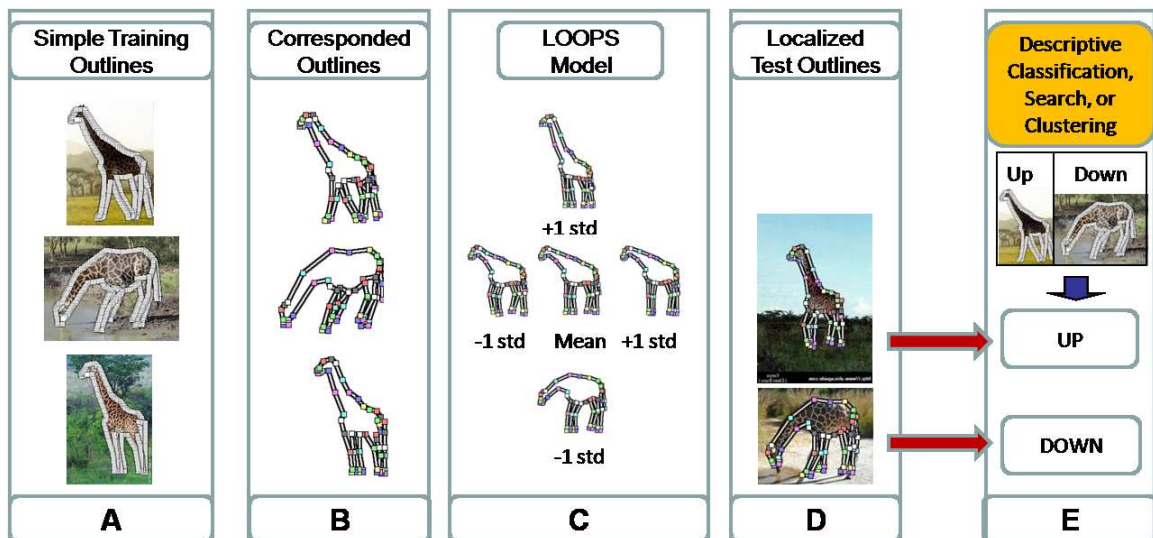 Simple Training
Outlines
A
Corresponded
Outlines
B
LOOPS
Model
+1 std
-1 std Mean +1 std
-1 std
C
Localized
Test Outlines
D
Descriptive
Classification,
Search, or
Clustering
Up Down
UP
DOWN
E